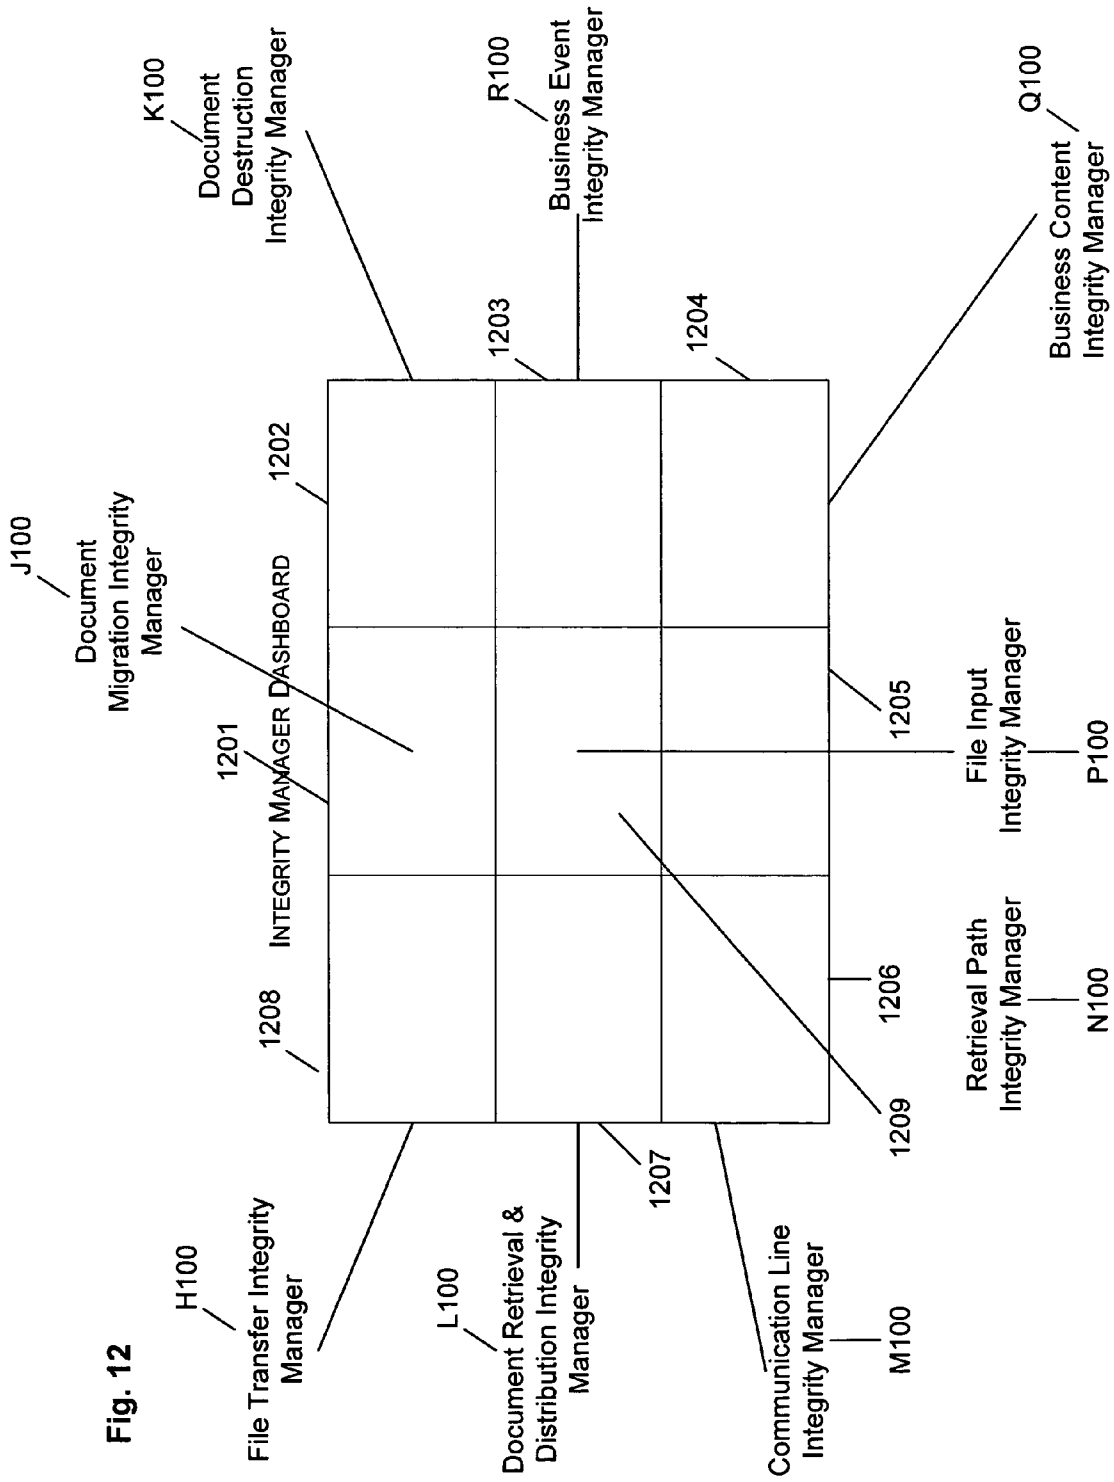 Fig. 12
J100
Document
Migration Integrity
Manager
K100
Document
Destruction
Integrity Manager
H100
File Transfer Integrity
Manager
1208
1201
INTEGRITY MANAGER DASHBOARD
1202
L100
Document Retrieval &
Distribution Integrity
Manager
1207
1203
R100
Business Event
Integrity Manager
1204
Communication Line
Integrity Manager
M100
1209
1206
1205
Retrieval Path
Integrity Manager
N100
File Input
Integrity Manager
P100
Q100
Business Content
Integrity Manager